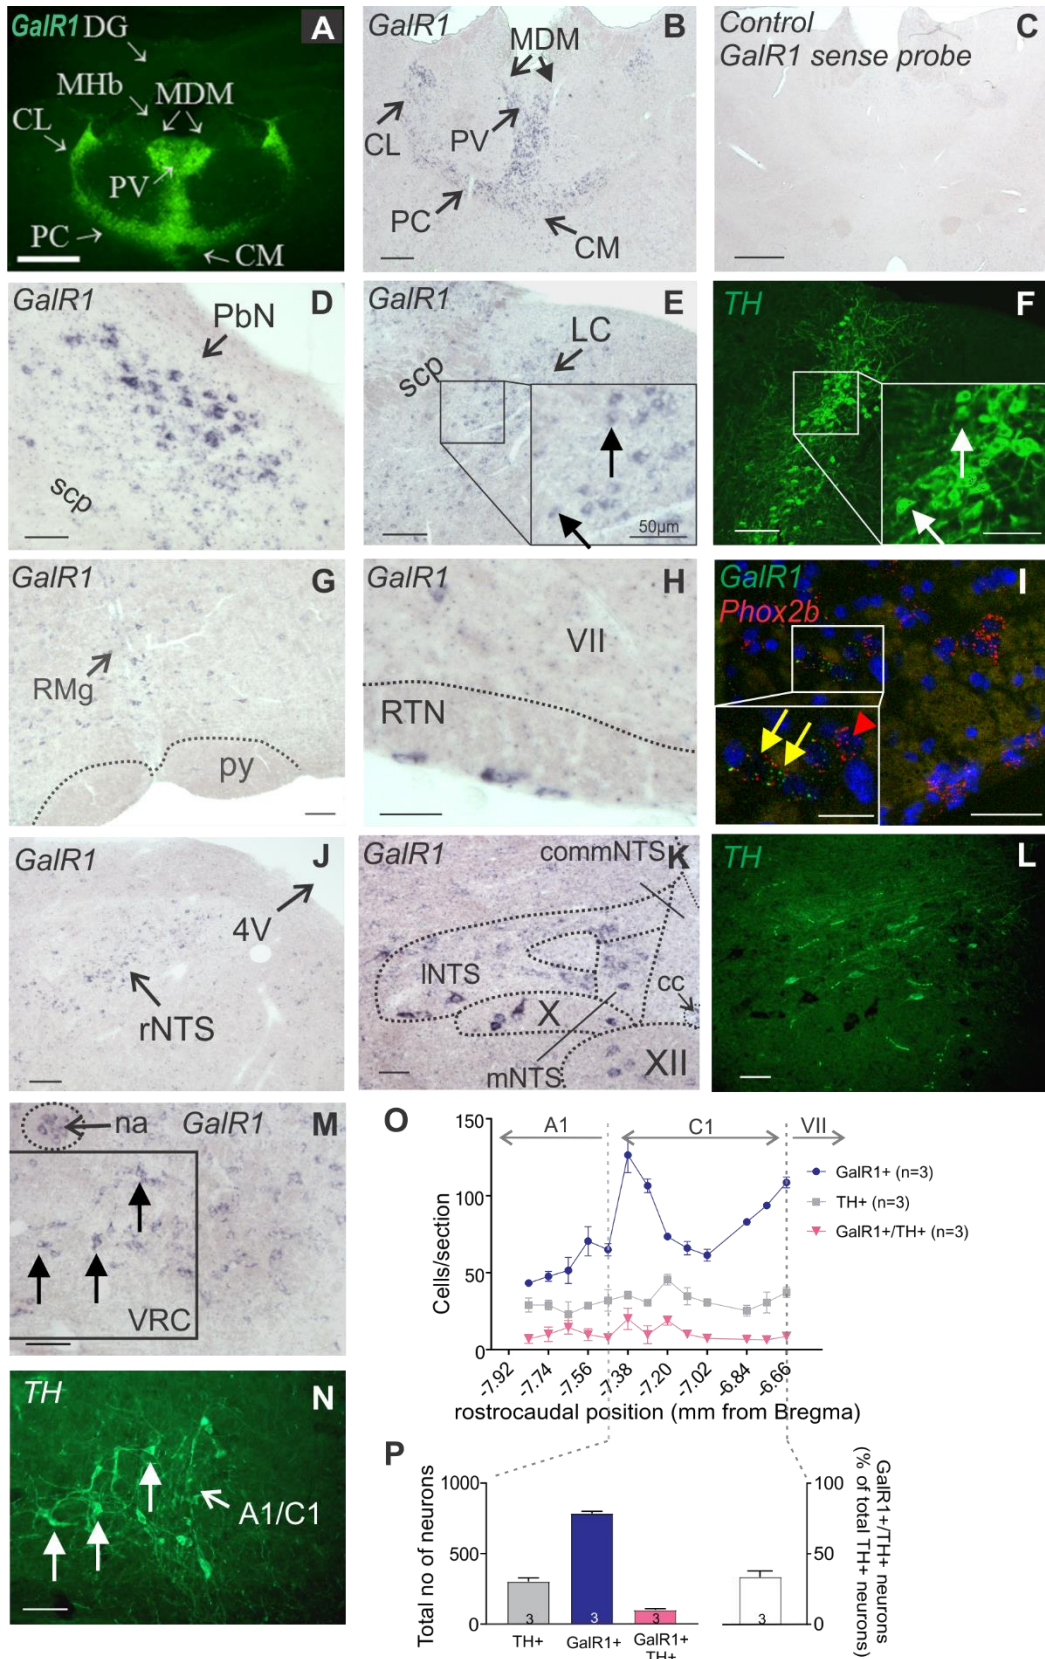 GalR1 DG
A
MHb
MDM
CL
PV
PC
CM
GalR1
B
MDM
CL
PV
PC
CM
Control
C
GalR1 sense probe
GalR1
D
PbN
scp
GalR1
E
LC
scp
50µm
TH
F
GalR1
G
RMg
py
GalR1
H
VII
RTN
GalR1
I
Phox2b
GalR1
J
4V
rNTS
GalR1
K
commNTS
lNTS
X
cc
mNTS
XII
TH
L
na
GalR1
M
VRC
TH
N
A1/C1
O
A1
C1
VII
150
100
50
0
Cells/section
GalR1+ (n=3)
TH+ (n=3)
GalR1+/TH+ (n=3)
-7.92
-7.74
-7.56
-7.38
-7.20
-7.02
-6.84
-6.66
rostrocaudal position (mm from Bregma)
P
Total no of neurons
1000
500
0
3
3
3
TH+
GalR1+
GalR1+
TH+
3
100
50
0
GalR1+/TH+ neurons
(% of total TH+ neurons)